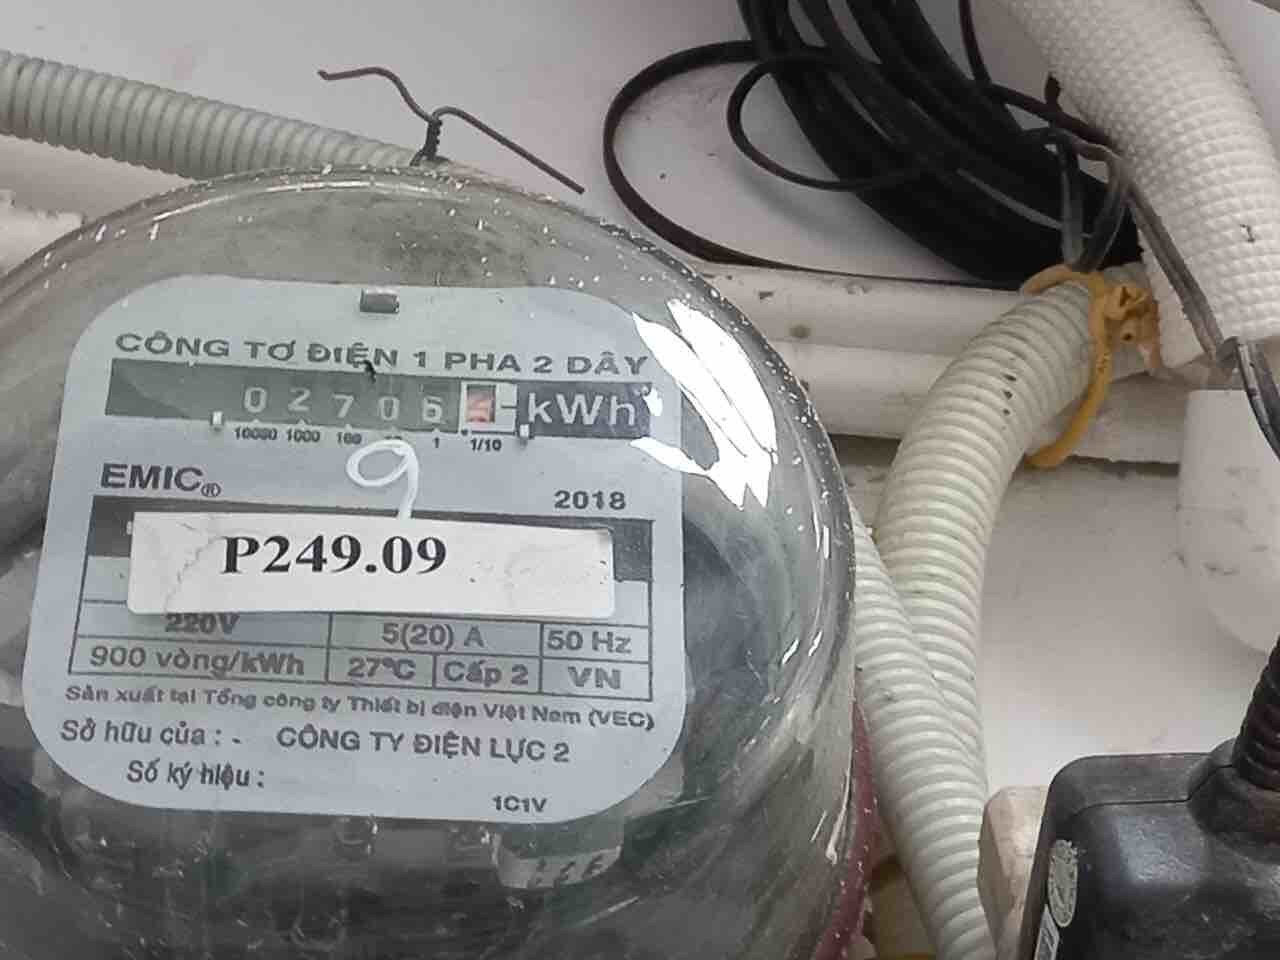 CÔNG TƠ ĐIỆN 1 PHA 2 DÂY
0 2 7 0 6 kWh
10000 1000 100 1 1/10
EMIC®
2018
9
P249.09
220V 5(20) A 50 Hz
900 vòng/kWh 27°C Cấp 2 VN
Sản xuất tại Tổng công ty Thiết bị điện Việt Nam (VEC)
Sở hữu của : - CÔNG TY ĐIỆN LỰC 2
Số ký hiệu :
1C1V